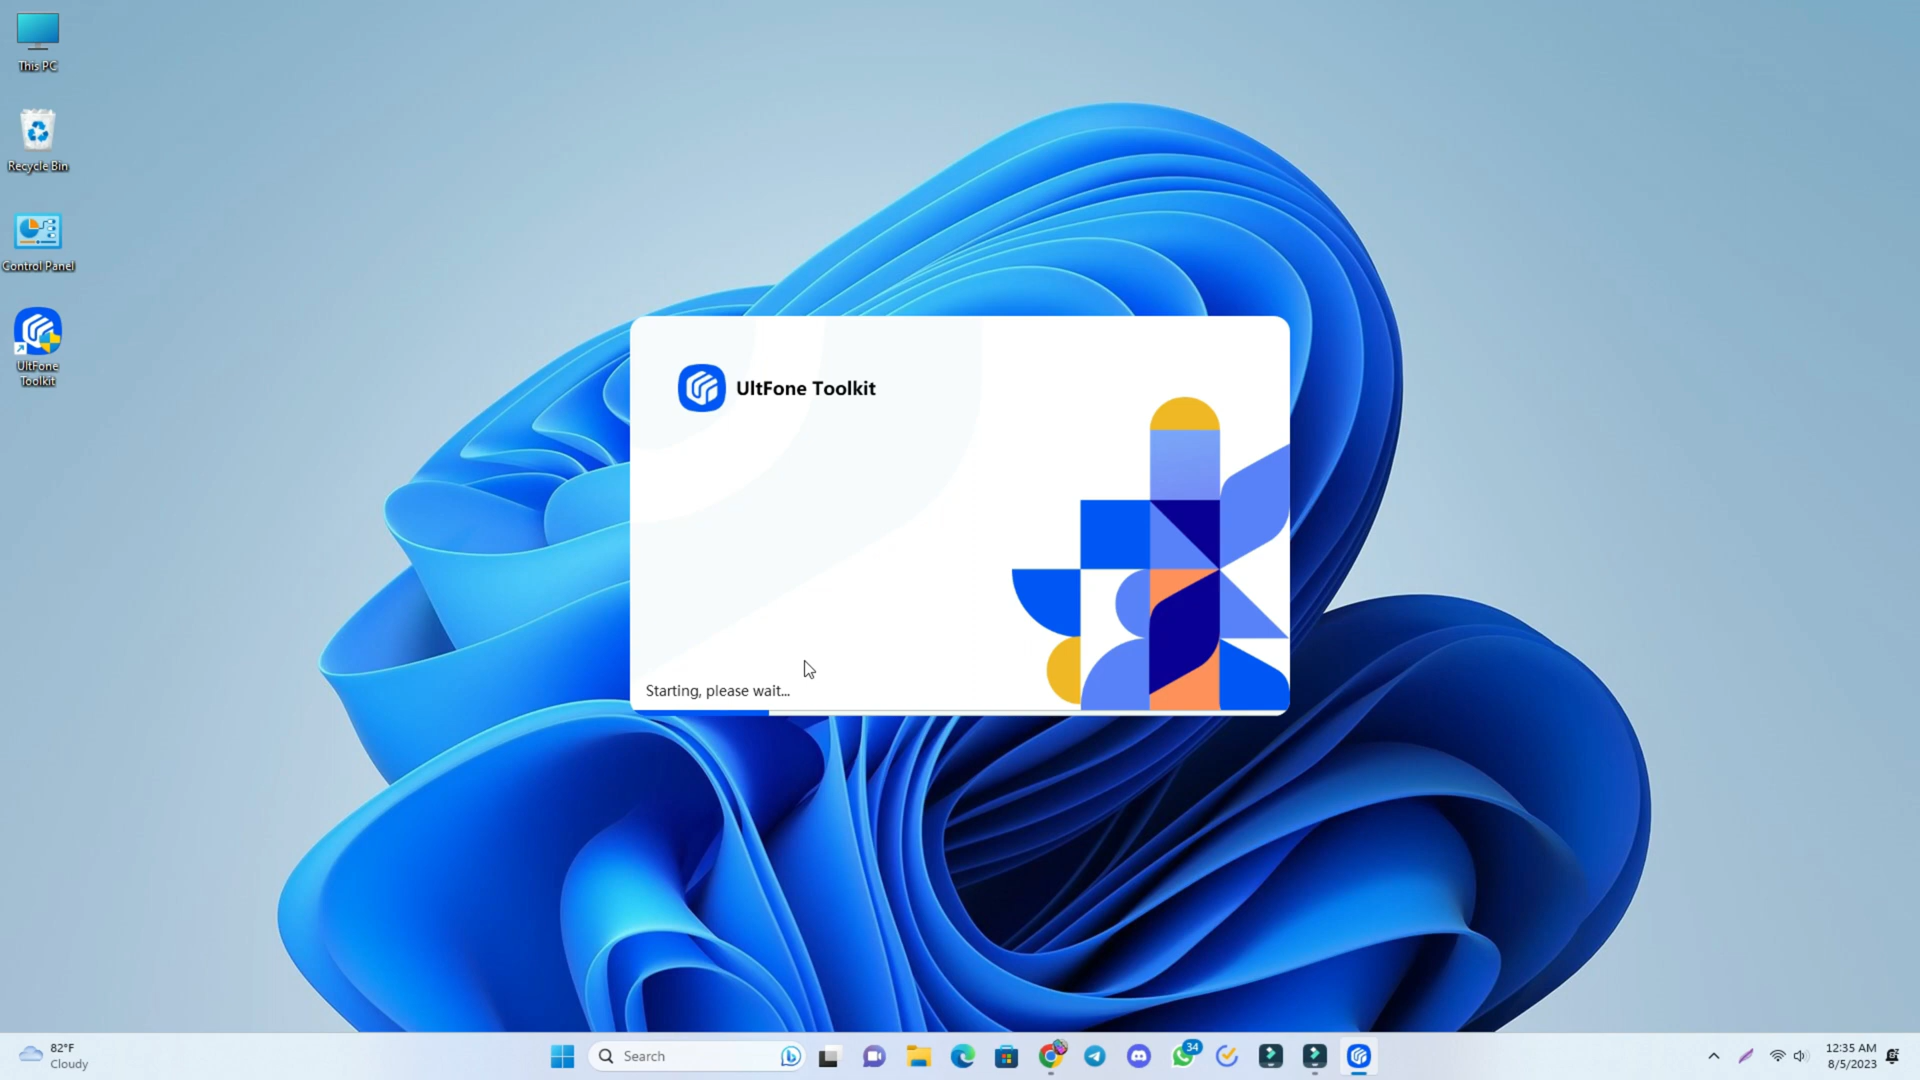 This PC
Recycle Bin
Control Panel
UltFone
Toolkit
UltFone Toolkit
Starting, please wait...
82°F
Cloudy
Search
34
12:35 AM
8/5/2023